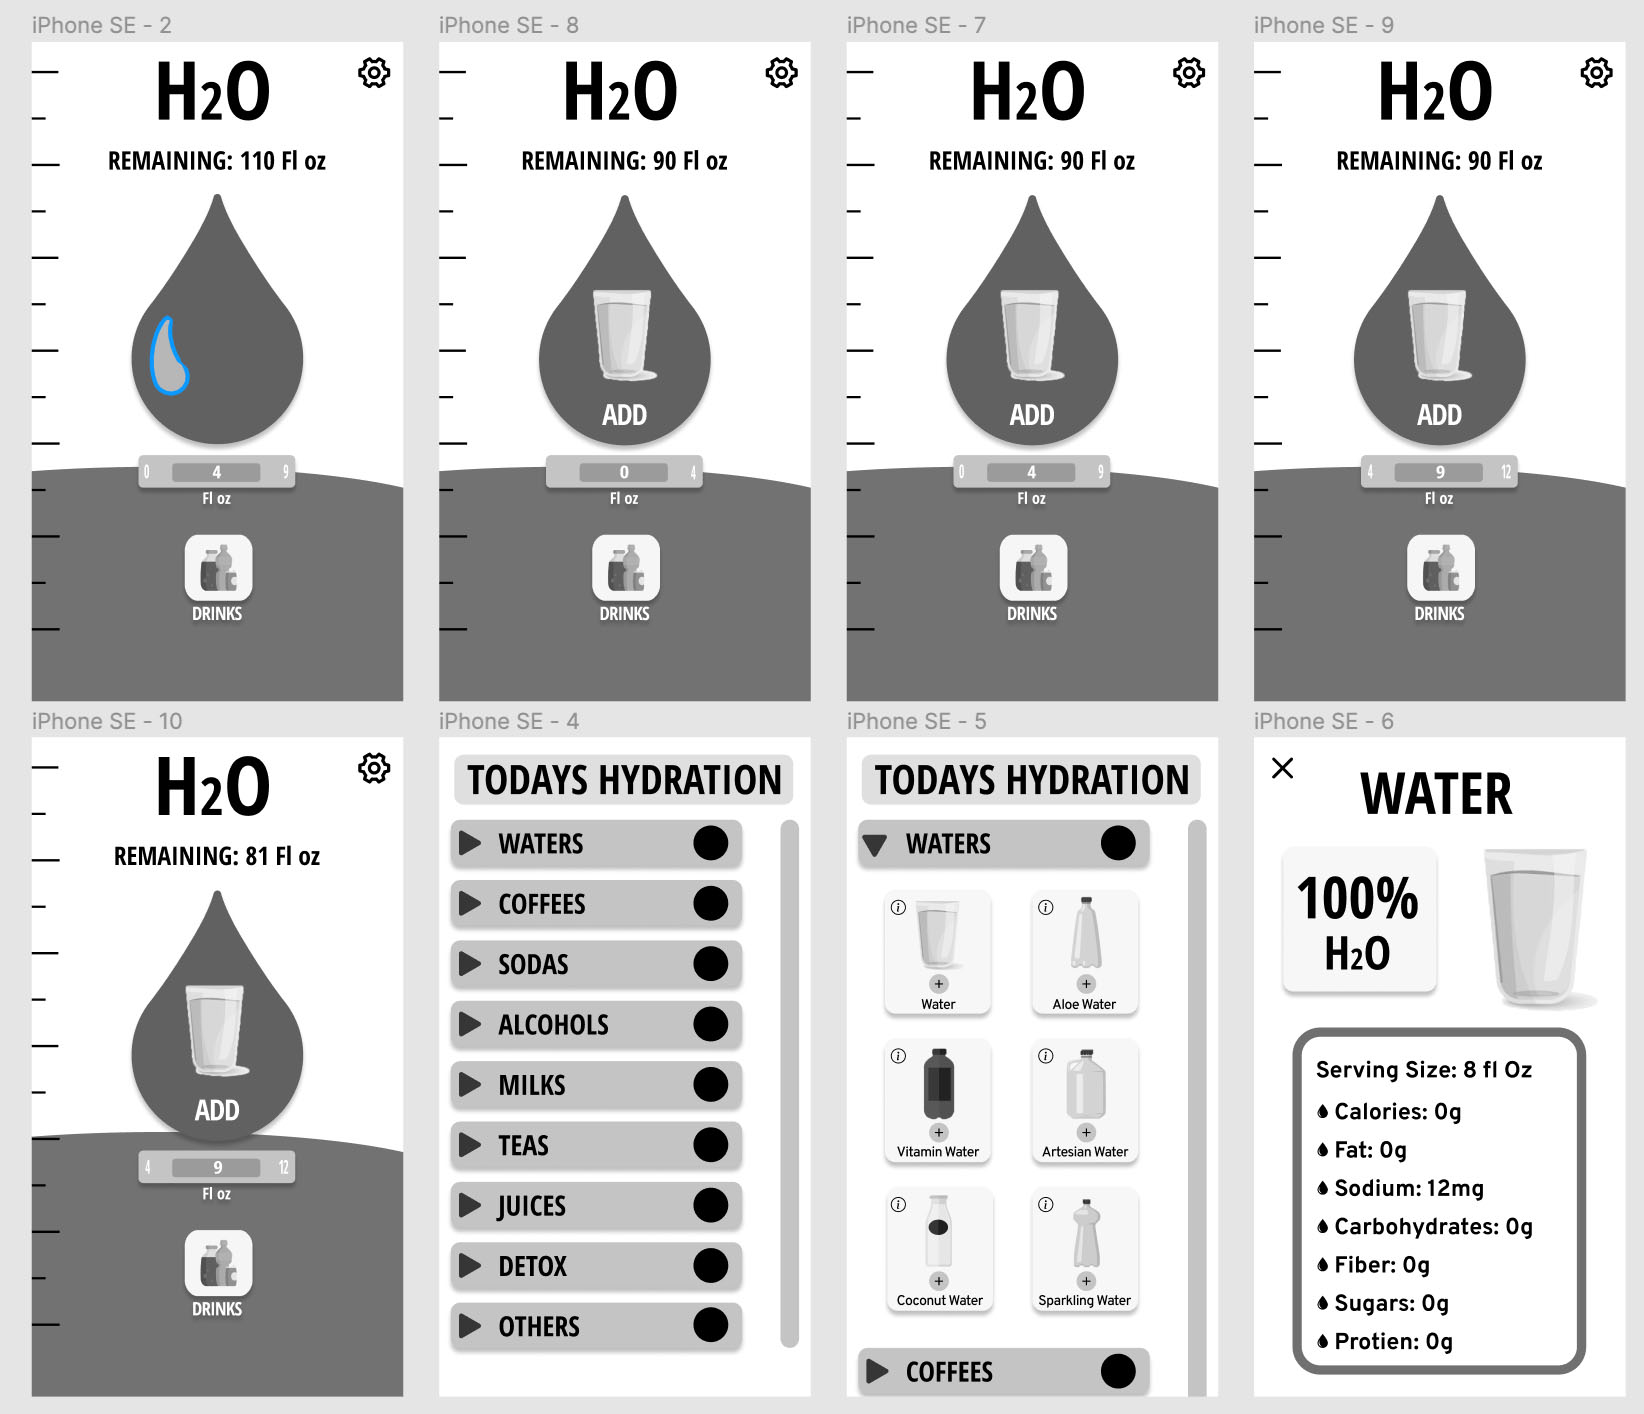 iPhone SE - 2
H2O
REMAINING: 110 Fl oz
0 4 9
Fl oz
DRINKS
iPhone SE - 8
H2O
REMAINING: 90 Fl oz
ADD
0 4
Fl oz
DRINKS
iPhone SE - 7
H2O
REMAINING: 90 Fl oz
ADD
0 4 9
Fl oz
DRINKS
iPhone SE - 9
H2O
REMAINING: 90 Fl oz
ADD
4 9 12
Fl oz
DRINKS
iPhone SE - 10
H2O
REMAINING: 81 Fl oz
ADD
4 9 12
Fl oz
DRINKS
iPhone SE - 4
TODAYS HYDRATION
WATERS
COFFEES
SODAS
ALCOHOLS
MILKS
TEAS
JUICES
DETOX
OTHERS
iPhone SE - 5
TODAYS HYDRATION
WATERS
i i
+ +
Water Aloe Water
i i
+ +
Vitamin Water Artesian Water
i i
+ +
Coconut Water Sparkling Water
COFFEES
iPhone SE - 6
WATER
100%
H2O
Serving Size: 8 fl Oz
Calories: 0g
Fat: 0g
Sodium: 12mg
Carbohydrates: 0g
Fiber: 0g
Sugars: 0g
Protien: 0g